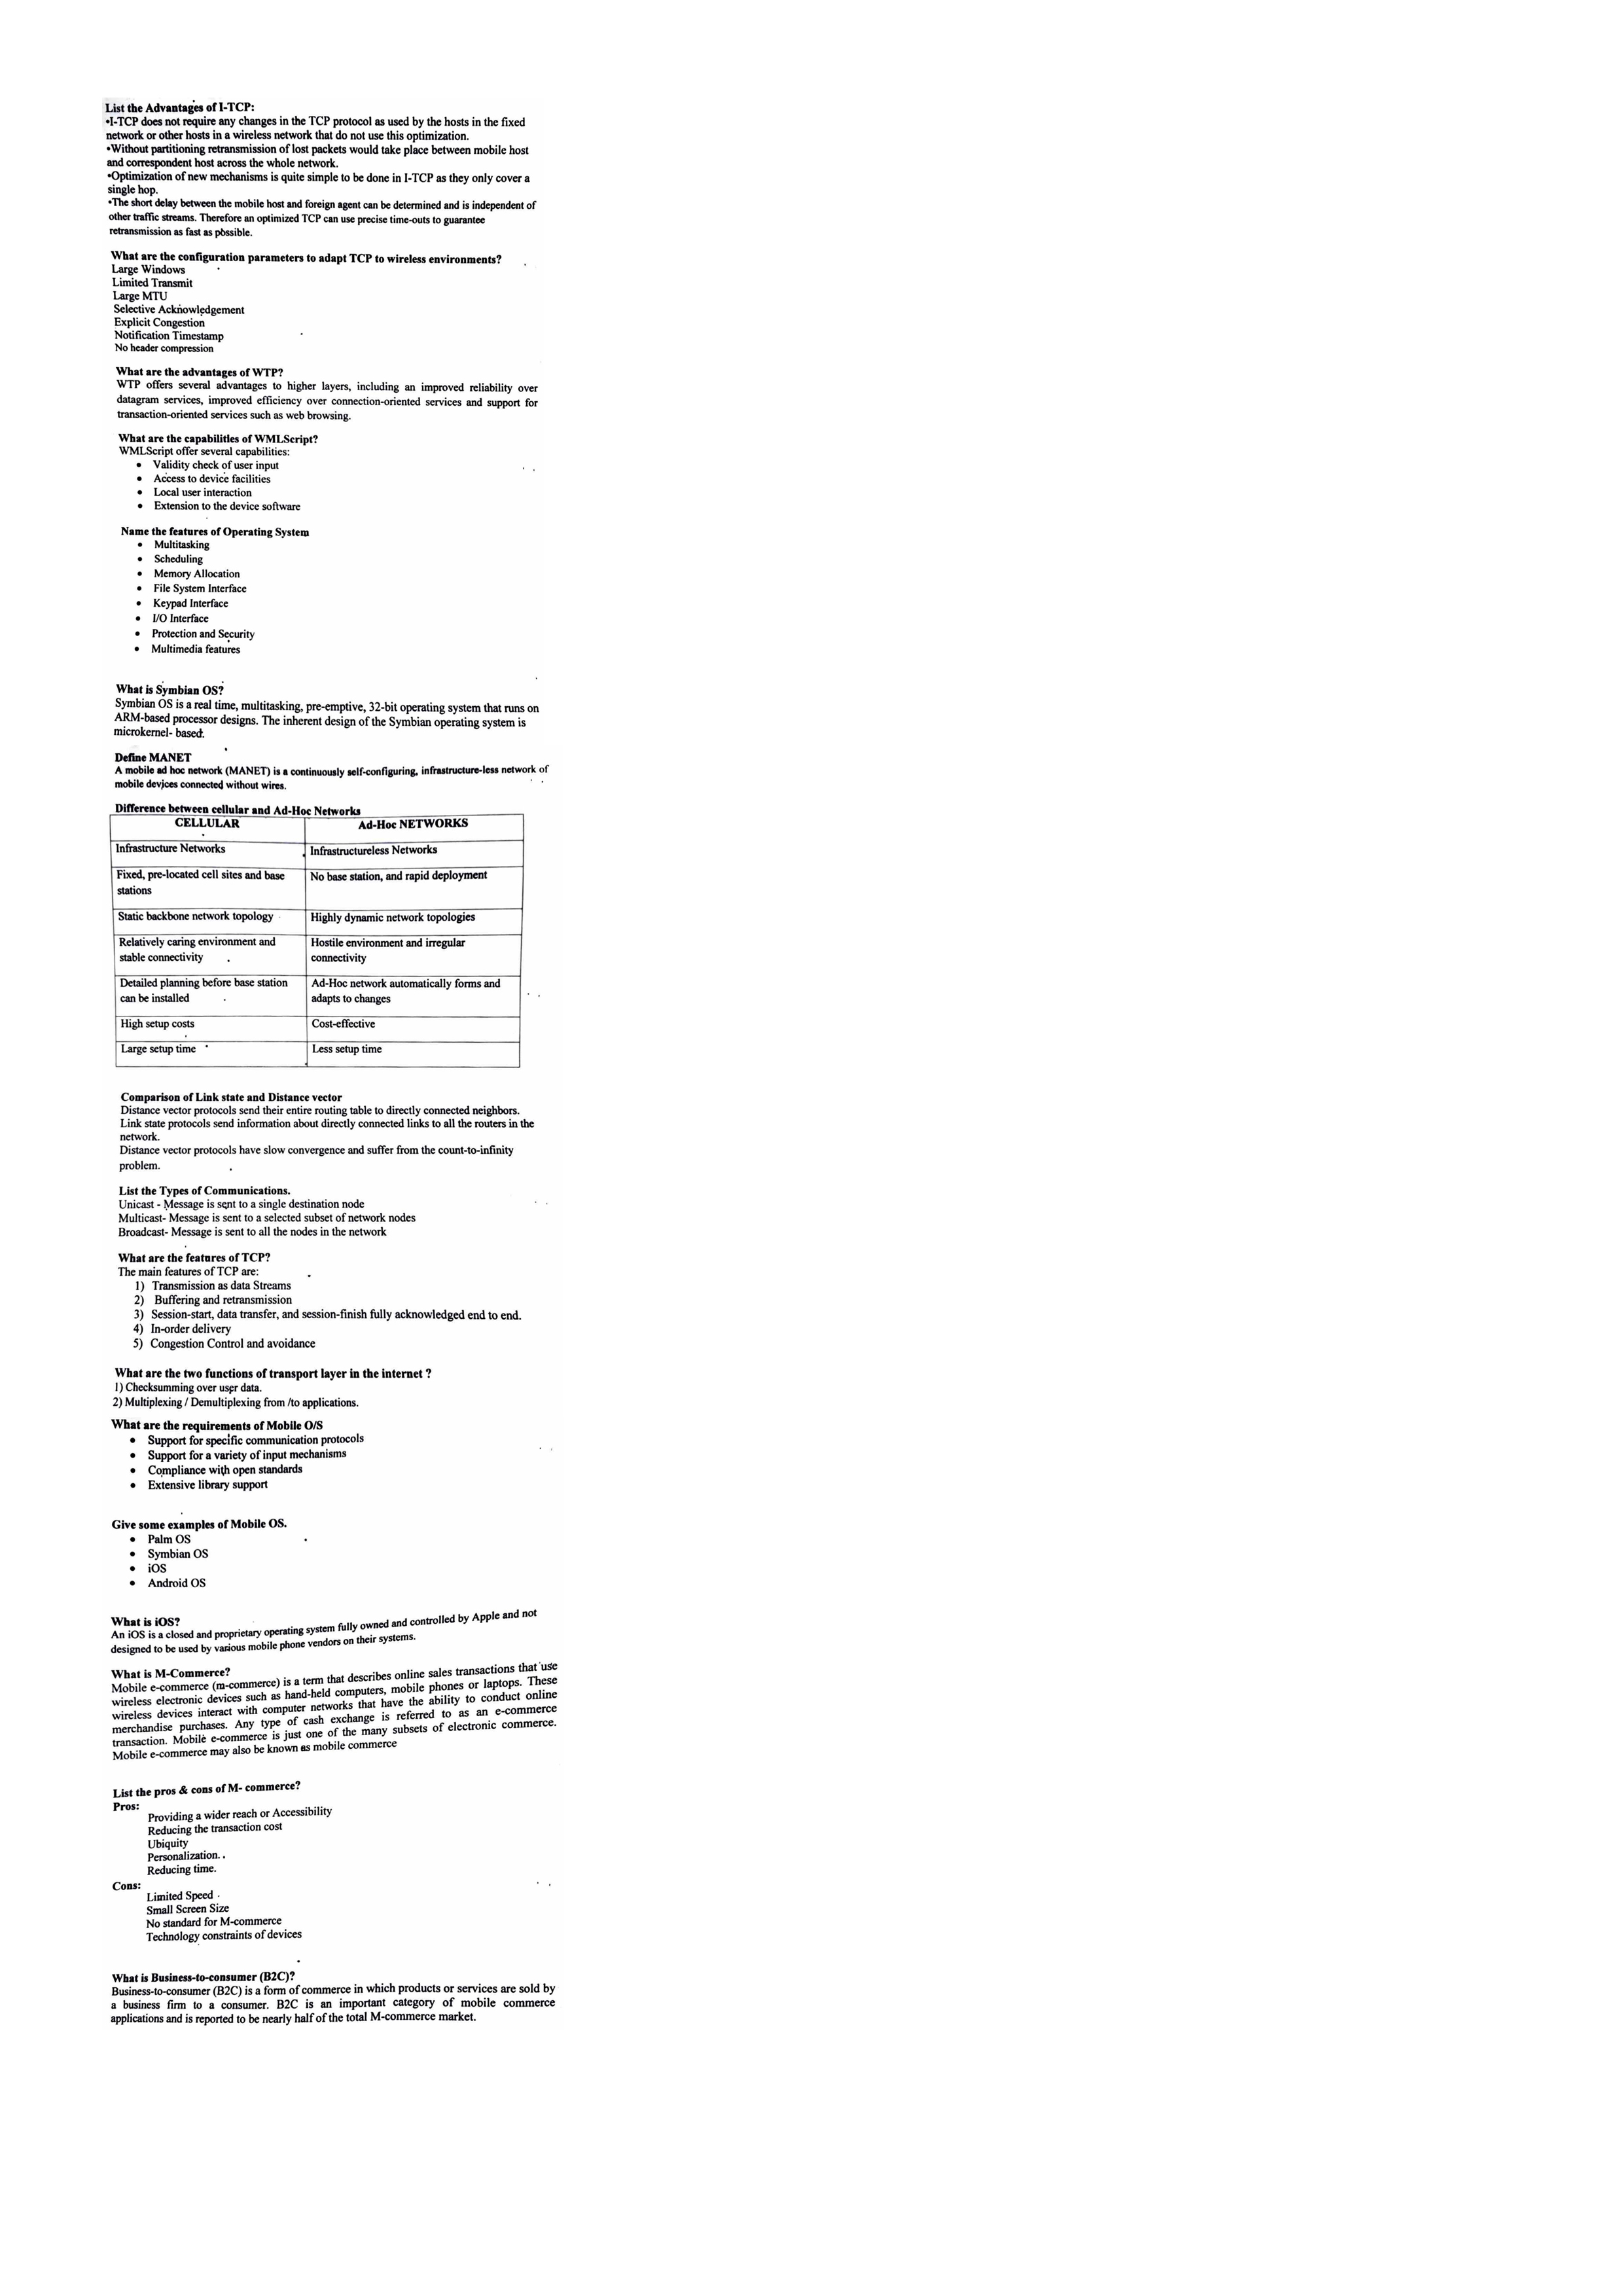 List the Advantages of I-TCP:
•I-TCP does not require any changes in the TCP protocol as used by the hosts in the fixed
network or other hosts in a wireless network that do not use this optimization.
•Without partitioning retransmission of lost packets would take place between mobile host
and correspondent host across the whole network.
•Optimization of new mechanisms is quite simple to be done in I-TCP as they only cover a
single hop.
•The short delay between the mobile host and foreign agent can be determined and is independent of
other traffic streams. Therefore an optimized TCP can use precise time-outs to guarantee
retransmission as fast as possible.
What are the configuration parameters to adapt TCP to wireless environments?
Large Windows
Limited Transmit
Large MTU
Selective Acknowledgement
Explicit Congestion
Notification Timestamp
No header compression
What are the advantages of WTP?
WTP offers several advantages to higher layers, including an improved reliability over
datagram services, improved efficiency over connection-oriented services and support for
transaction-oriented services such as web browsing.
What are the capabilities of WMLScript?
WMLScript offer several capabilities:
• Validity check of user input
• Access to device facilities
• Local user interaction
• Extension to the device software
Name the features of Operating System
• Multitasking
• Scheduling
• Memory Allocation
• File System Interface
• Keypad Interface
• I/O Interface
• Protection and Security
• Multimedia features
What is Symbian OS?
Symbian OS is a real time, multitasking, pre-emptive, 32-bit operating system that runs on
ARM-based processor designs. The inherent design of the Symbian operating system is
microkernel- based.
Define MANET
A mobile ad hoc network (MANET) is a continuously self-configuring, infrastructure-less network of
mobile devices connected without wires.
Difference between cellular and Ad-Hoc Networks
CELLULAR Ad-Hoc NETWORKS
Infrastructure Networks Infrastructureless Networks
Fixed, pre-located cell sites and base No base station, and rapid deployment
stations
Static backbone network topology Highly dynamic network topologies
Relatively caring environment and Hostile environment and irregular
stable connectivity connectivity
Detailed planning before base station Ad-Hoc network automatically forms and
can be installed adapts to changes
High setup costs Cost-effective
Large setup time Less setup time
Comparison of Link state and Distance vector
Distance vector protocols send their entire routing table to directly connected neighbors.
Link state protocols send information about directly connected links to all the routers in the
network.
Distance vector protocols have slow convergence and suffer from the count-to-infinity
problem.
List the Types of Communications.
Unicast - Message is sent to a single destination node
Multicast- Message is sent to a selected subset of network nodes
Broadcast- Message is sent to all the nodes in the network
What are the features of TCP?
The main features of TCP are:
1) Transmission as data Streams
2) Buffering and retransmission
3) Session-start, data transfer, and session-finish fully acknowledged end to end.
4) In-order delivery
5) Congestion Control and avoidance
What are the two functions of transport layer in the internet ?
1) Checksumming over user data.
2) Multiplexing / Demultiplexing from /to applications.
What are the requirements of Mobile O/S
• Support for specific communication protocols
• Support for a variety of input mechanisms
• Compliance with open standards
• Extensive library support
Give some examples of Mobile OS.
• Palm OS
• Symbian OS
• iOS
• Android OS
What is iOS?
An iOS is a closed and proprietary operating system fully owned and controlled by Apple and not
designed to be used by various mobile phone vendors on their systems.
What is M-Commerce?
Mobile e-commerce (m-commerce) is a term that describes online sales transactions that use
wireless electronic devices such as hand-held computers, mobile phones or laptops. These
wireless devices interact with computer networks that have the ability to conduct online
merchandise purchases. Any type of cash exchange is referred to as an e-commerce
transaction. Mobile e-commerce is just one of the many subsets of electronic commerce.
Mobile e-commerce may also be known as mobile commerce
List the pros & cons of M- commerce?
Pros:
Providing a wider reach or Accessibility
Reducing the transaction cost
Ubiquity
Personalization. .
Reducing time.
Cons:
Limited Speed
Small Screen Size
No standard for M-commerce
Technology constraints of devices
What is Business-to-consumer (B2C)?
Business-to-consumer (B2C) is a form of commerce in which products or services are sold by
a business firm to a consumer. B2C is an important category of mobile commerce
applications and is reported to be nearly half of the total M-commerce market.